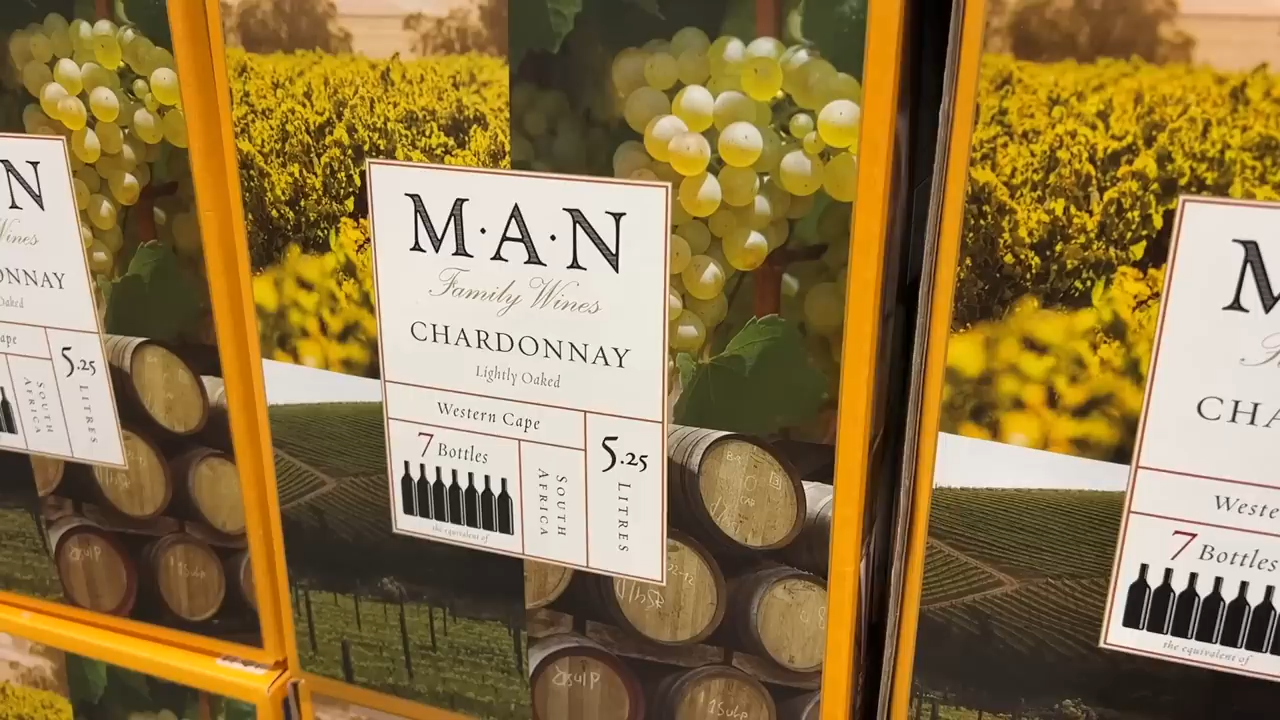 N
Wines
ONNAY
Oaked
ape
5.25
LITRES
SOUTH
AFRICA
M·A·N
Family Wines
CHARDONNAY
Lightly Oaked
Western Cape
7 Bottles
the equivalent of
SOUTH
AFRICA
5.25
LITRES
M
CHA
Weste
7 Bottles
the equivalent of